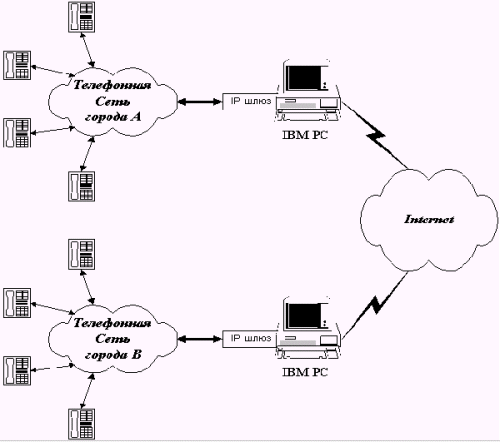 Телефонная
Сеть
города А
IP шлюз
IBM PC
Internet
Телефонная
Сеть
города В
IP шлюз
IBM PC